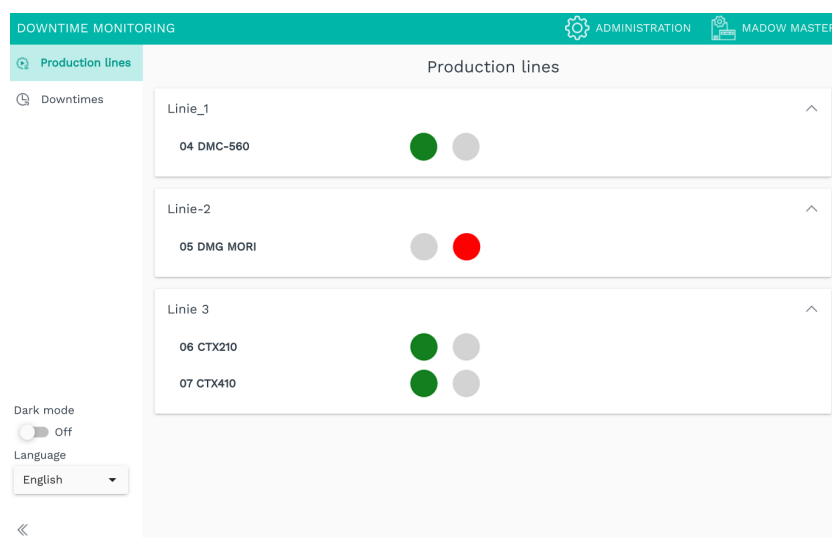 DOWNTIME MONITORING
ADMINISTRATION
MADOW MASTER
Production lines
Downtimes
Production lines
Linie_1
04 DMC-560
Linie-2
05 DMG MORI
Linie 3
06 CTX210
07 CTX410
Dark mode
Off
Language
English